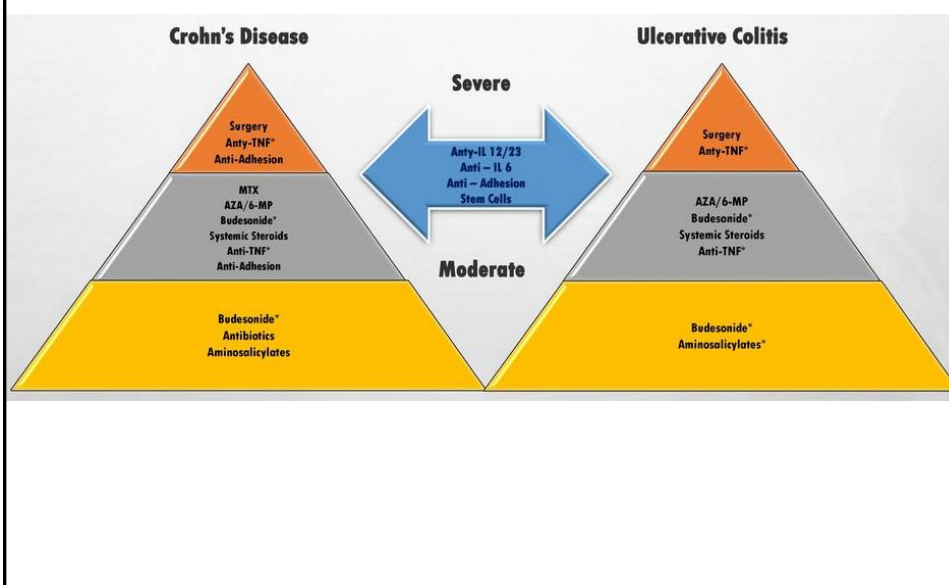 Crohn's Disease
Surgery
Anty-TNF*
Anti-Adhesion
MTX
AZA/6-MP
Budesonide*
Systemic Steroids
Anti-TNF*
Anti-Adhesion
Budesonide*
Antibiotics
Aminosalicylates
Severe
Anty-IL 12/23
Anti – IL 6
Anti – Adhesion
Stem Cells
Moderate
Ulcerative Colitis
Surgery
Anty-TNF*
AZA/6-MP
Budesonide*
Systemic Steroids
Anti-TNF*
Budesonide*
Aminosalicylates*